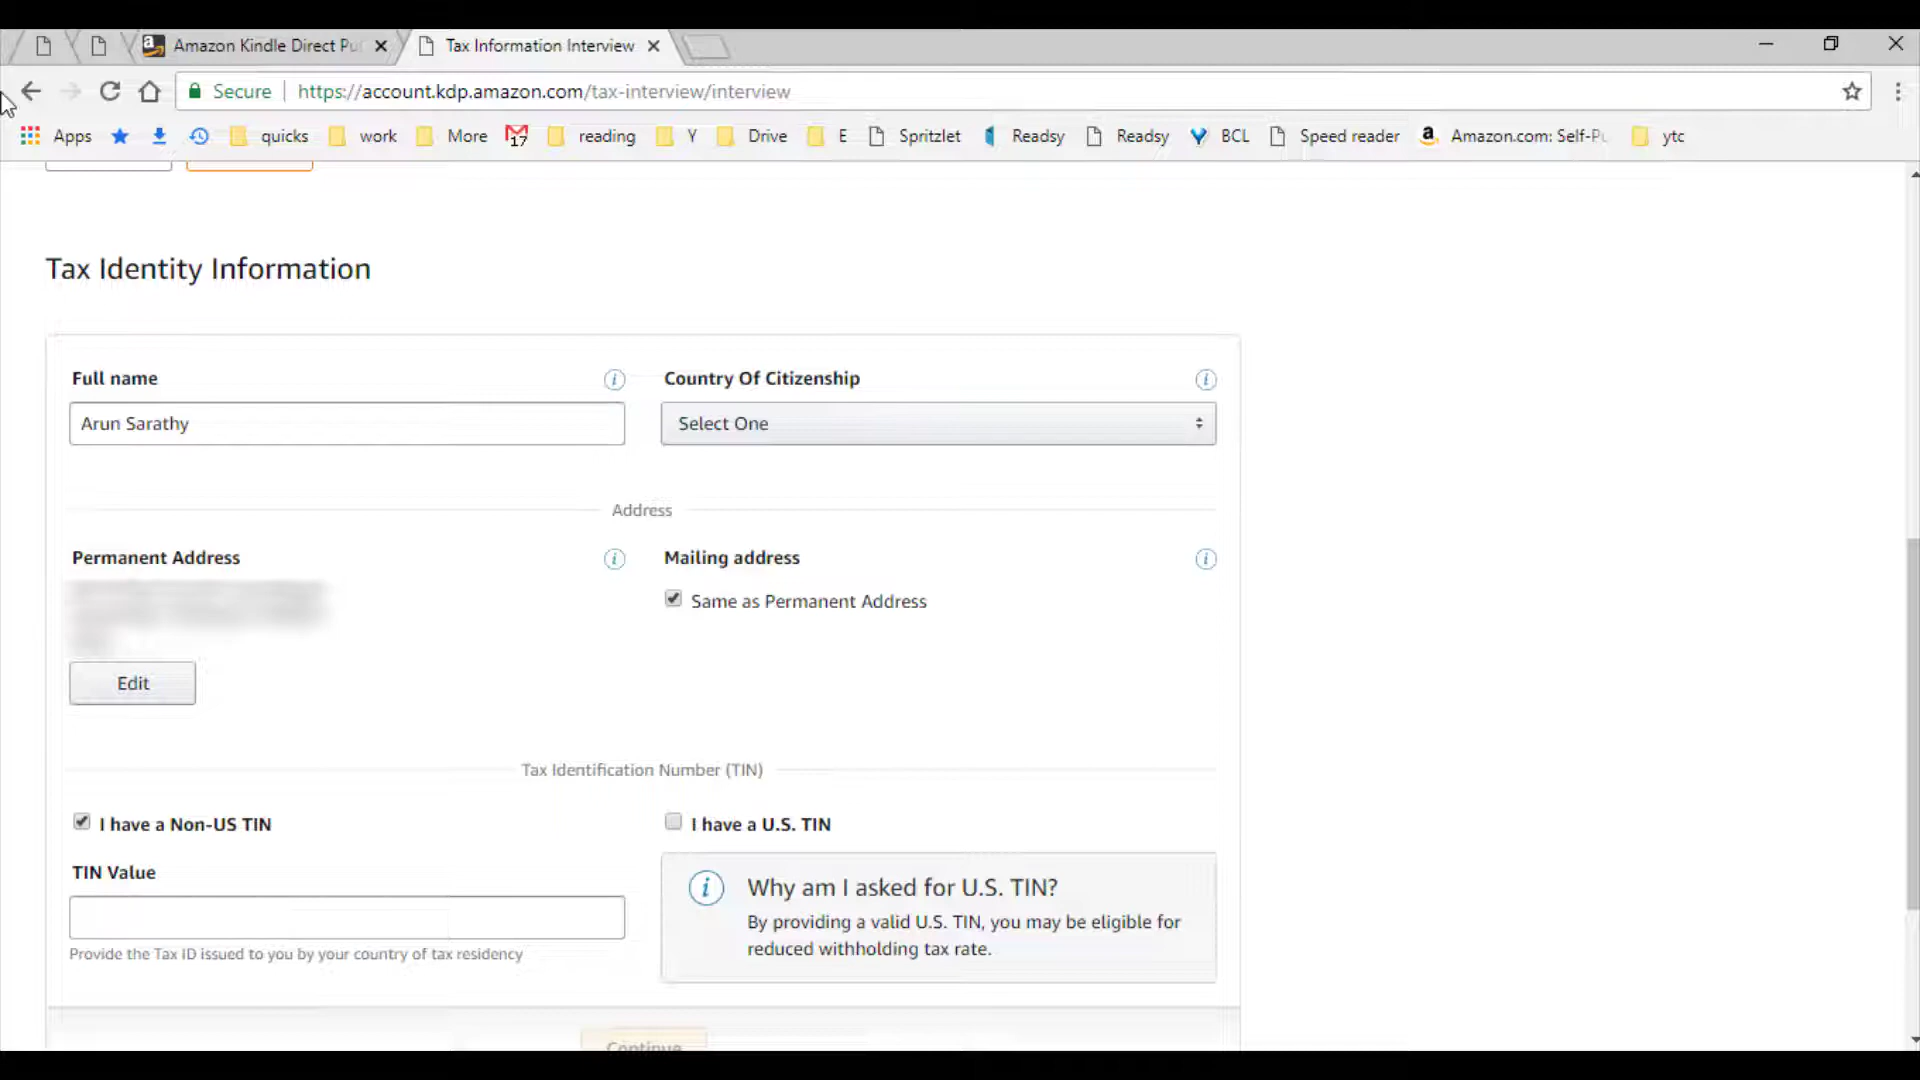 Amazon Kindle Direct Pu
Tax Information Interview
Secure
https://account.kdp.amazon.com/tax-interview/interview
Apps
quicks
work
More
17
reading
Y
Drive
E
Spritzlet
Readsy
Readsy
BCL
Speed reader
Amazon.com: Self-Pu
ytc
Tax Identity Information
Full name
Country Of Citizenship
Arun Sarathy
Select One
Address
Permanent Address
Mailing address
Same as Permanent Address
Edit
Tax Identification Number (TIN)
I have a Non-US TIN
I have a U.S. TIN
TIN Value
Why am I asked for U.S. TIN?
By providing a valid U.S. TIN, you may be eligible for
reduced withholding tax rate.
Provide the Tax ID issued to you by your country of tax residency
Continue